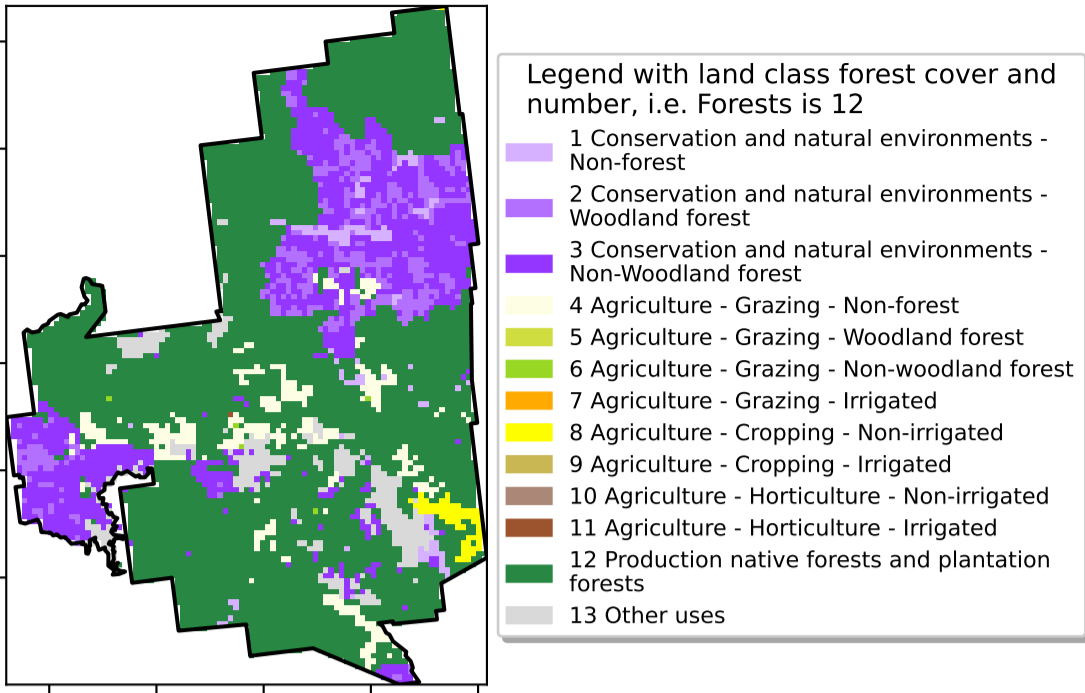 Legend with land class forest cover and
number, i.e. Forests is 12
1 Conservation and natural environments -
Non-forest
2 Conservation and natural environments -
Woodland forest
3 Conservation and natural environments -
Non-Woodland forest
4 Agriculture - Grazing - Non-forest
5 Agriculture - Grazing - Woodland forest
6 Agriculture - Grazing - Non-woodland forest
7 Agriculture - Grazing - Irrigated
8 Agriculture - Cropping - Non-irrigated
9 Agriculture - Cropping - Irrigated
10 Agriculture - Horticulture - Non-irrigated
11 Agriculture - Horticulture - Irrigated
12 Production native forests and plantation
forests
13 Other uses